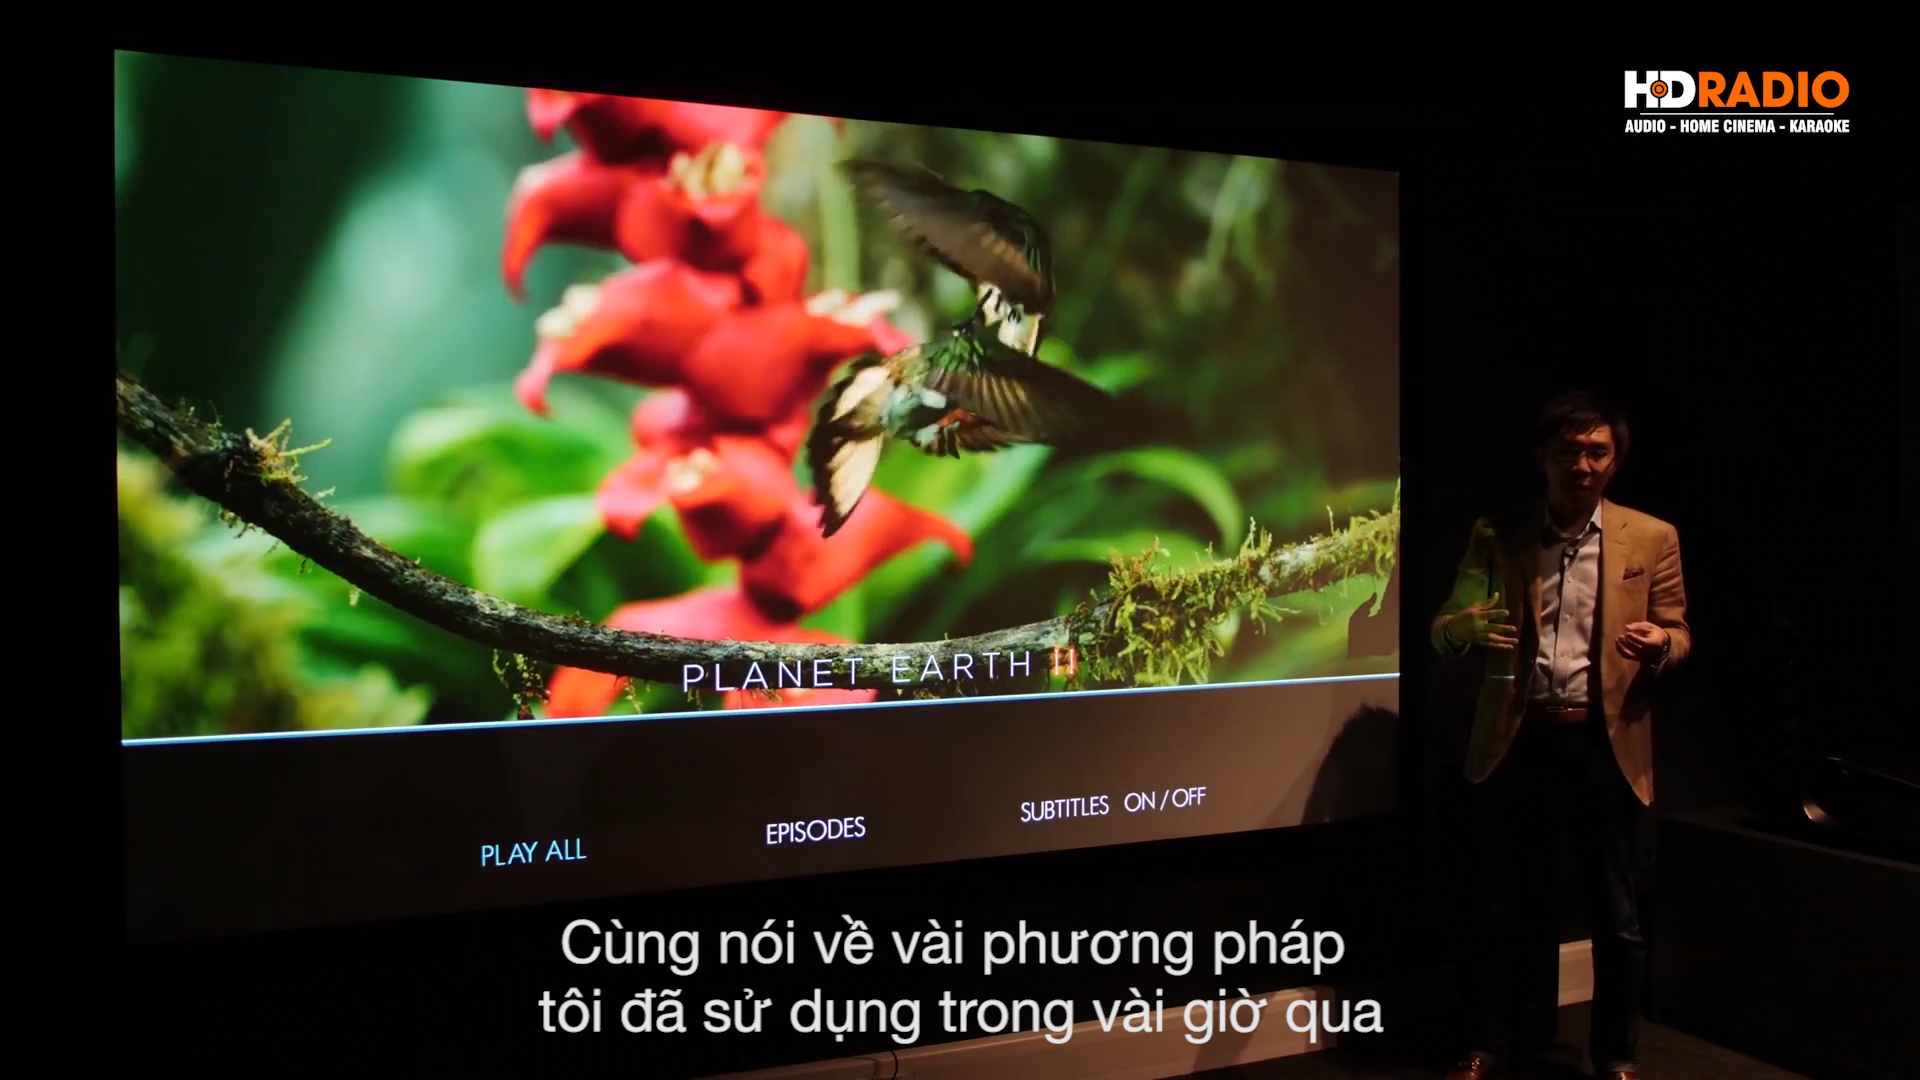 HDRADIO
AUDIO - HOME CINEMA - KARAOKE
PLANET EARTH II
PLAY ALL
EPISODES
SUBTITLES ON / OFF
Cùng nói về vài phương pháp
tôi đã sử dụng trong vài giờ qua